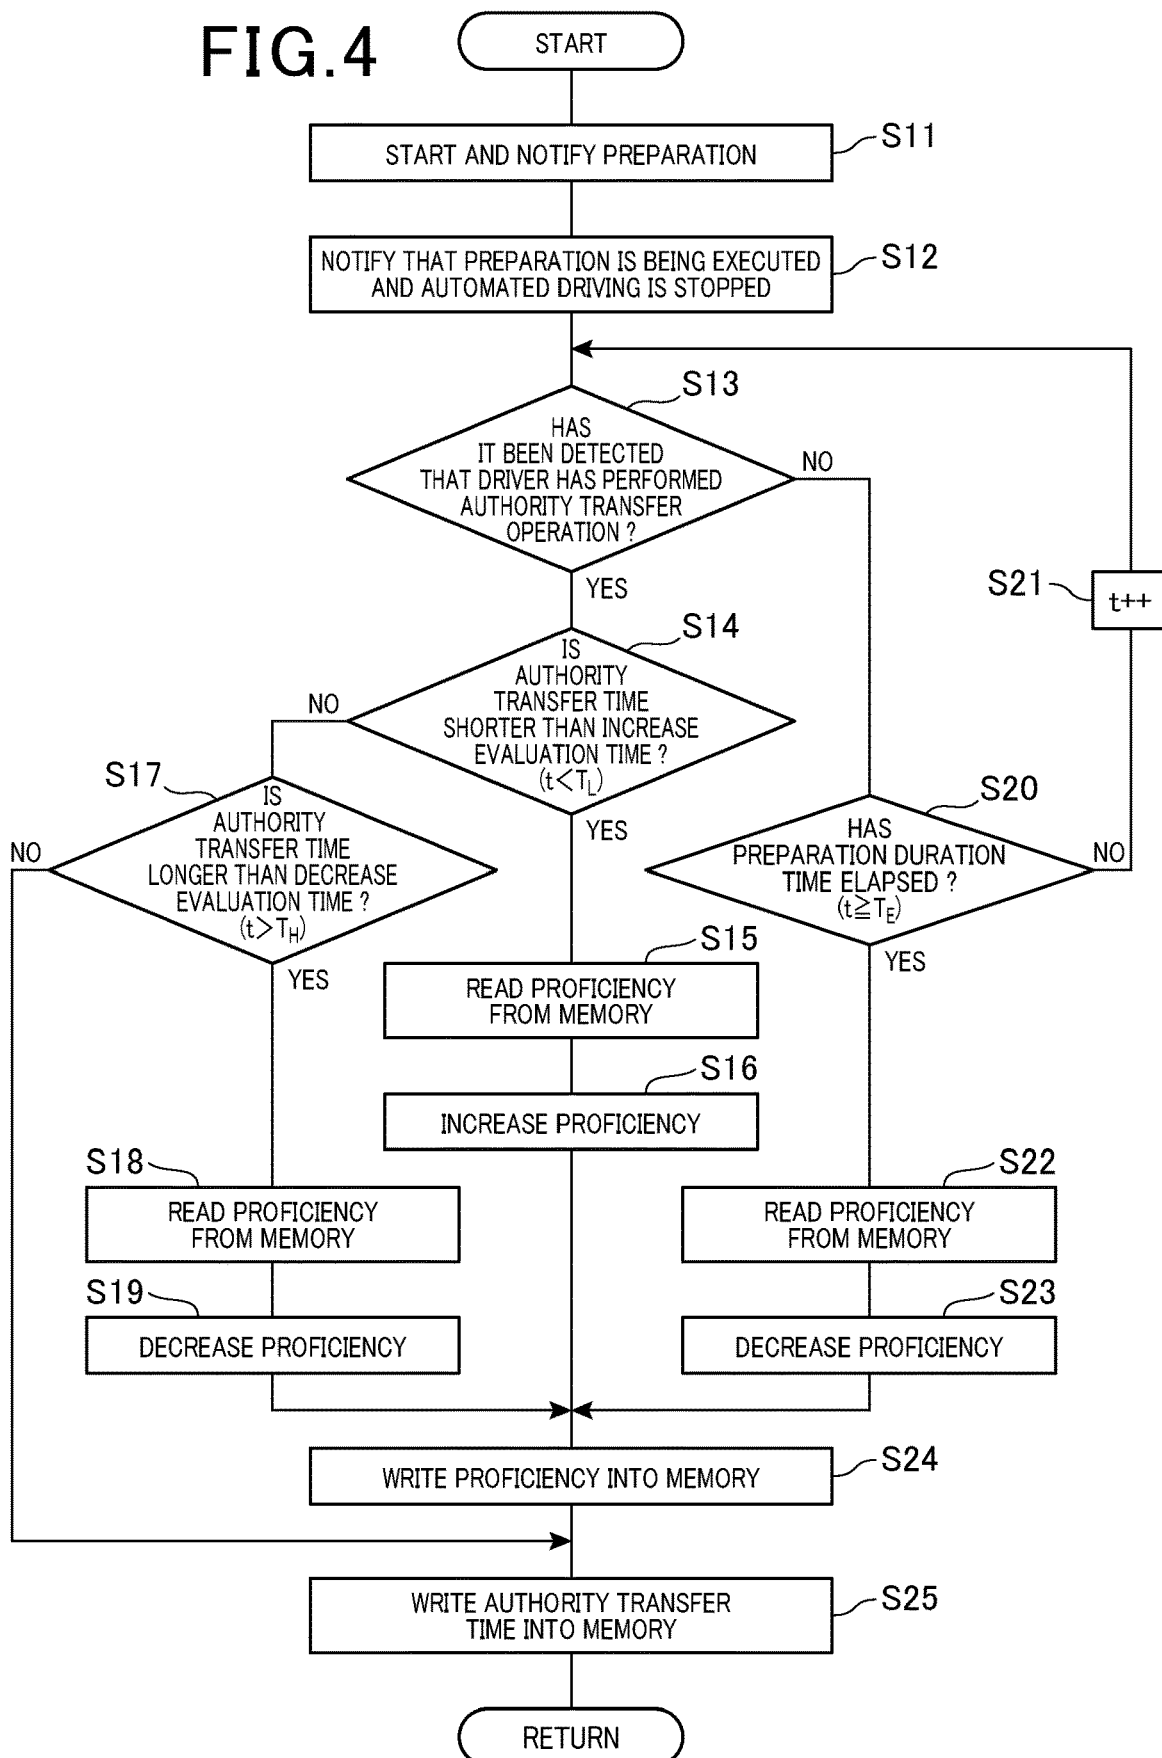 FIG.4
START
START AND NOTIFY PREPARATION
S11
NOTIFY THAT PREPARATION IS BEING EXECUTED
AND AUTOMATED DRIVING IS STOPPED
S12
S13
HAS
IT BEEN DETECTED
THAT DRIVER HAS PERFORMED
AUTHORITY TRANSFER
OPERATION ?
NO
YES
S21
t++
S14
IS
AUTHORITY
TRANSFER TIME
SHORTER THAN INCREASE
EVALUATION TIME ?
(t<TL)
NO
YES
S17
IS
AUTHORITY
TRANSFER TIME
LONGER THAN DECREASE
EVALUATION TIME ?
(t>TH)
NO
YES
S20
HAS
PREPARATION DURATION
TIME ELAPSED ?
(t≧TE)
NO
YES
S15
READ PROFICIENCY
FROM MEMORY
S16
INCREASE PROFICIENCY
S18
READ PROFICIENCY
FROM MEMORY
S22
READ PROFICIENCY
FROM MEMORY
S19
DECREASE PROFICIENCY
S23
DECREASE PROFICIENCY
WRITE PROFICIENCY INTO MEMORY
S24
WRITE AUTHORITY TRANSFER
TIME INTO MEMORY
S25
RETURN